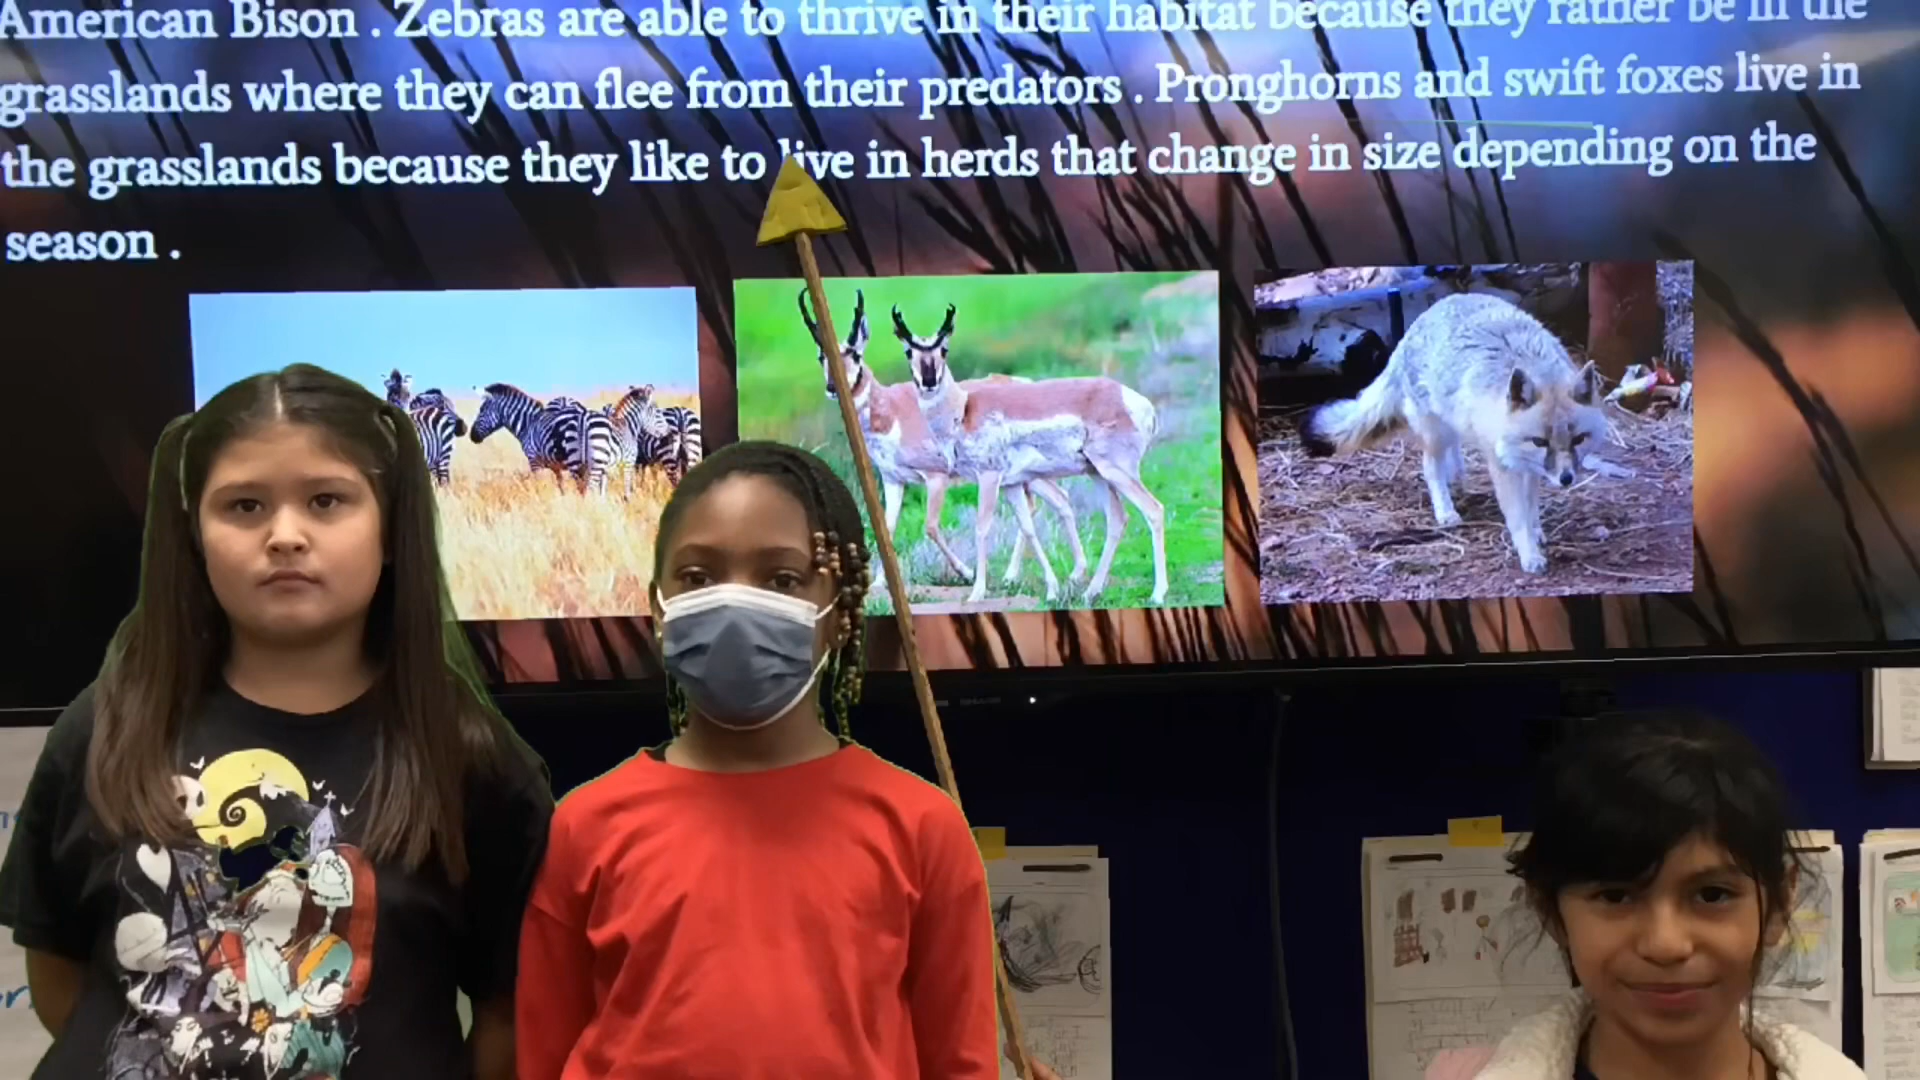 American Bison . Zebras are able to thrive in their habitat because they rather be in the
grasslands where they can flee from their predators . Pronghorns and swift foxes live in
the grasslands because they like to live in herds that change in size depending on the
season .